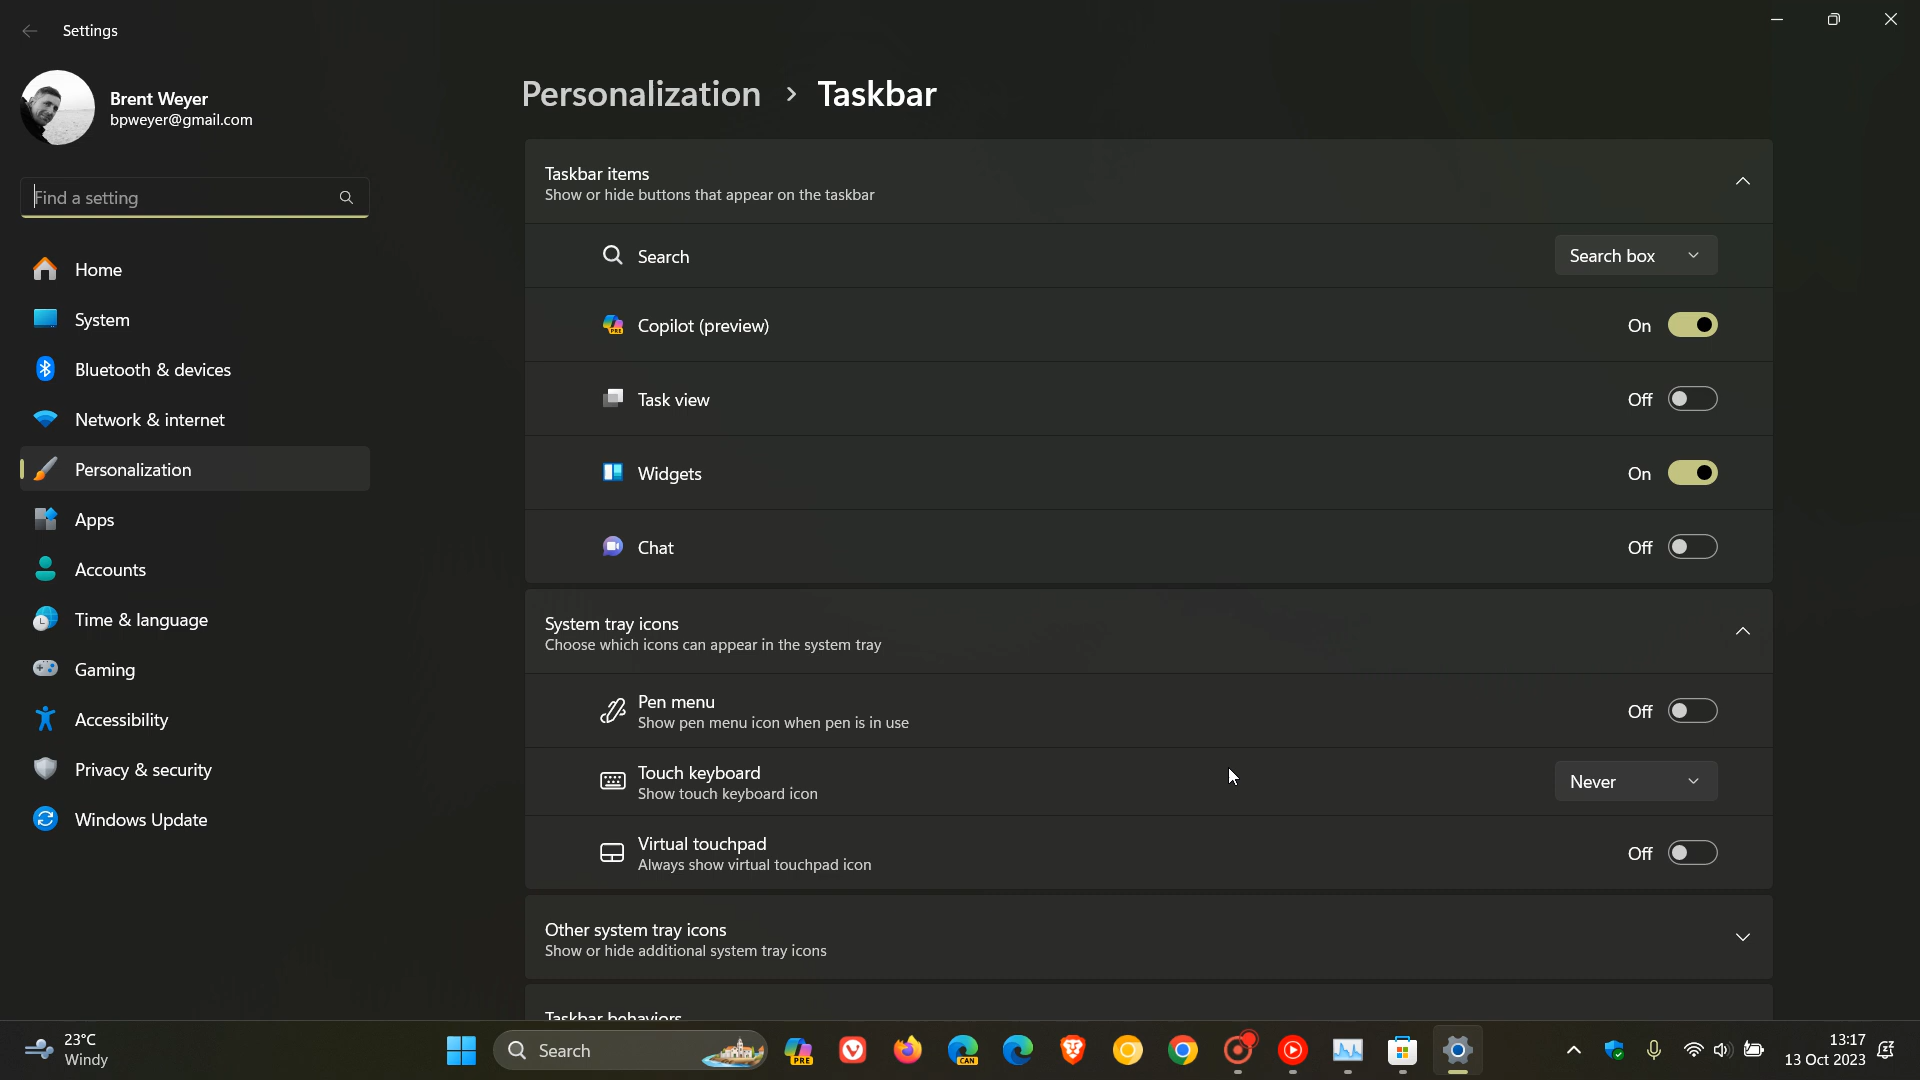 Settings
Brent Weyer
bpweyer@gmail.com
Find a setting
Home
System
Bluetooth & devices
Network & internet
Personalization
Apps
Accounts
Time & language
Gaming
Accessibility
Privacy & security
Windows Update
Personalization > Taskbar
Taskbar items
Show or hide buttons that appear on the taskbar
Search
Search box
PRE
Copilot (preview)
On
Task view
Off
Widgets
On
Chat
Off
System tray icons
Choose which icons can appear in the system tray
Pen menu
Show pen menu icon when pen is in use
Off
Touch keyboard
Show touch keyboard icon
Never
Virtual touchpad
Always show virtual touchpad icon
Off
Other system tray icons
Show or hide additional system tray icons
Taskbar behaviors
23°C
Windy
Search
PRE
CAN
13:17
13 Oct 2023